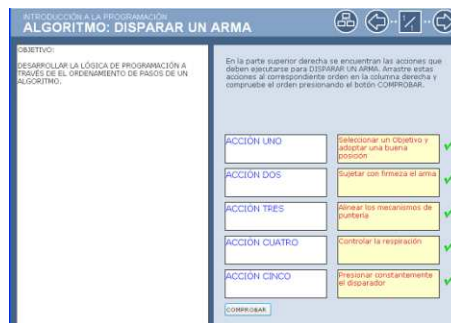 INTRODUCCIÓN A LA PROGRAMACIÓN
ALGORITMO: DISPARAR UN ARMA
1/1
OBJETIVO:
DESARROLLAR LA LÓGICA DE PROGRAMACIÓN A
TRAVÉS DE EL ORDENAMIENTO DE PASOS DE UN
ALGORITMO.
En la parte superior derecha se encuentran las acciones que
deben ejecutarse para DISPARAR UN ARMA. Arrastre estas
acciones al correspondiente orden en la columna derecha y
compruebe el orden presionando el botón COMPROBAR.
ACCIÓN UNO
Seleccionar un Objetivo y
adoptar una buena
posición
ACCIÓN DOS
Sujetar con firmeza el arma
ACCIÓN TRES
Alinear los mecanismos de
puntería
ACCIÓN CUATRO
Controlar la respiración
ACCIÓN CINCO
Presionar constantemente
el disparador
COMPROBAR